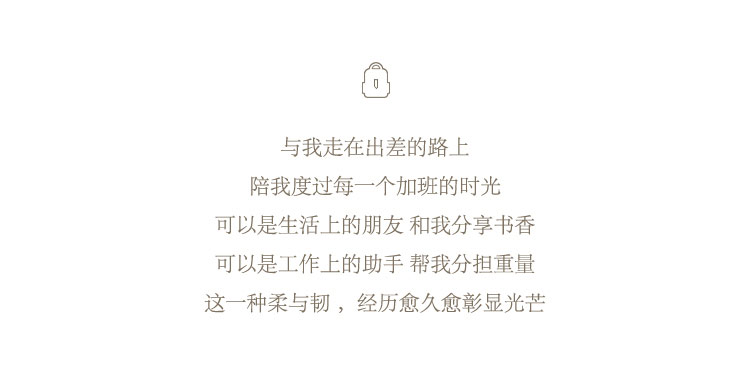 与我走在出差的路上
陪我度过每一个加班的时光
可以是生活上的朋友 和我分享书香
可以是工作上的助手 帮我分担重量
这一种柔与韧 ，经历愈久愈彰显光芒